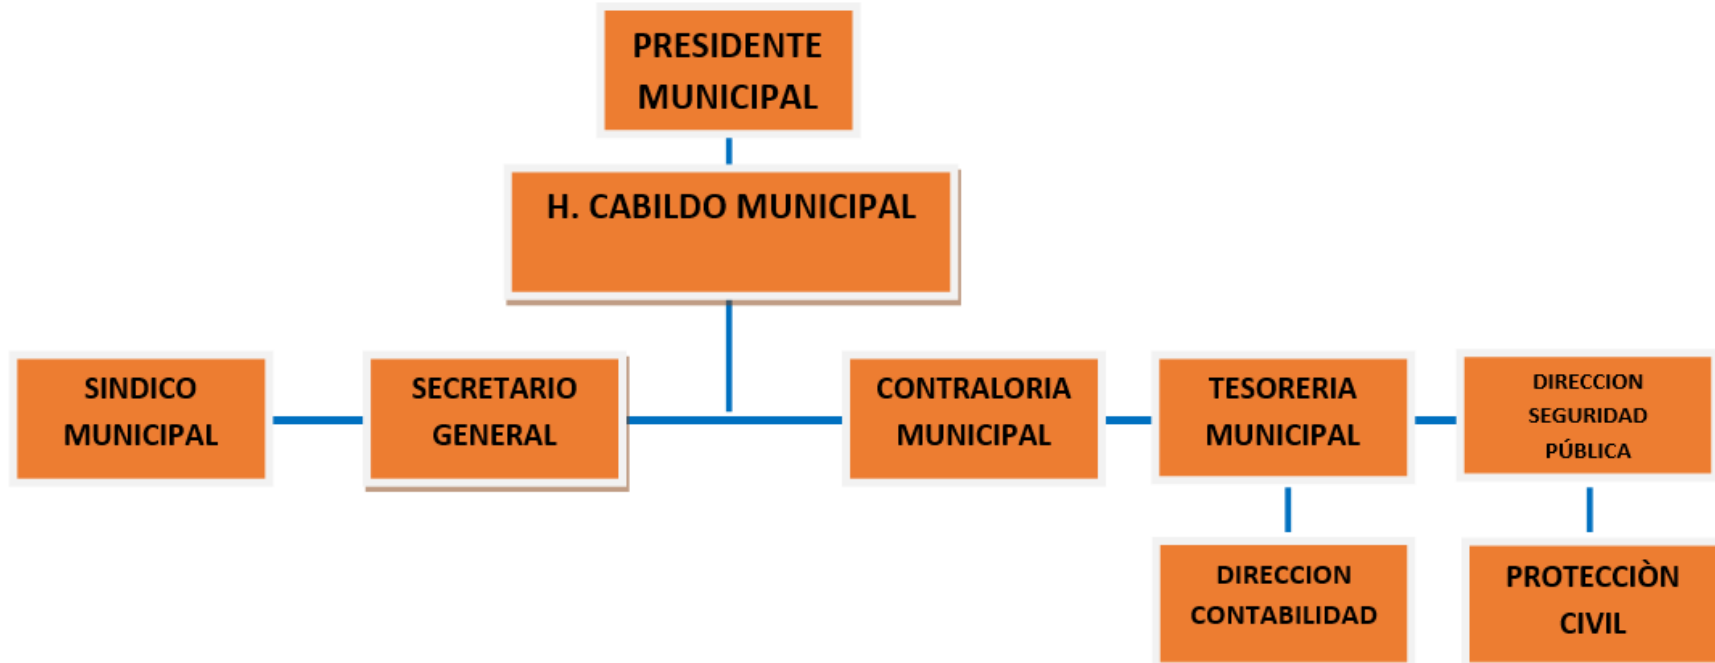 PRESIDENTE
MUNICIPAL
H. CABILDO MUNICIPAL
SINDICO
MUNICIPAL
SECRETARIO
GENERAL
CONTRALORIA
MUNICIPAL
TESORERIA
MUNICIPAL
DIRECCION
SEGURIDAD
PÚBLICA
DIRECCION
CONTABILIDAD
PROTECCIÒN
CIVIL